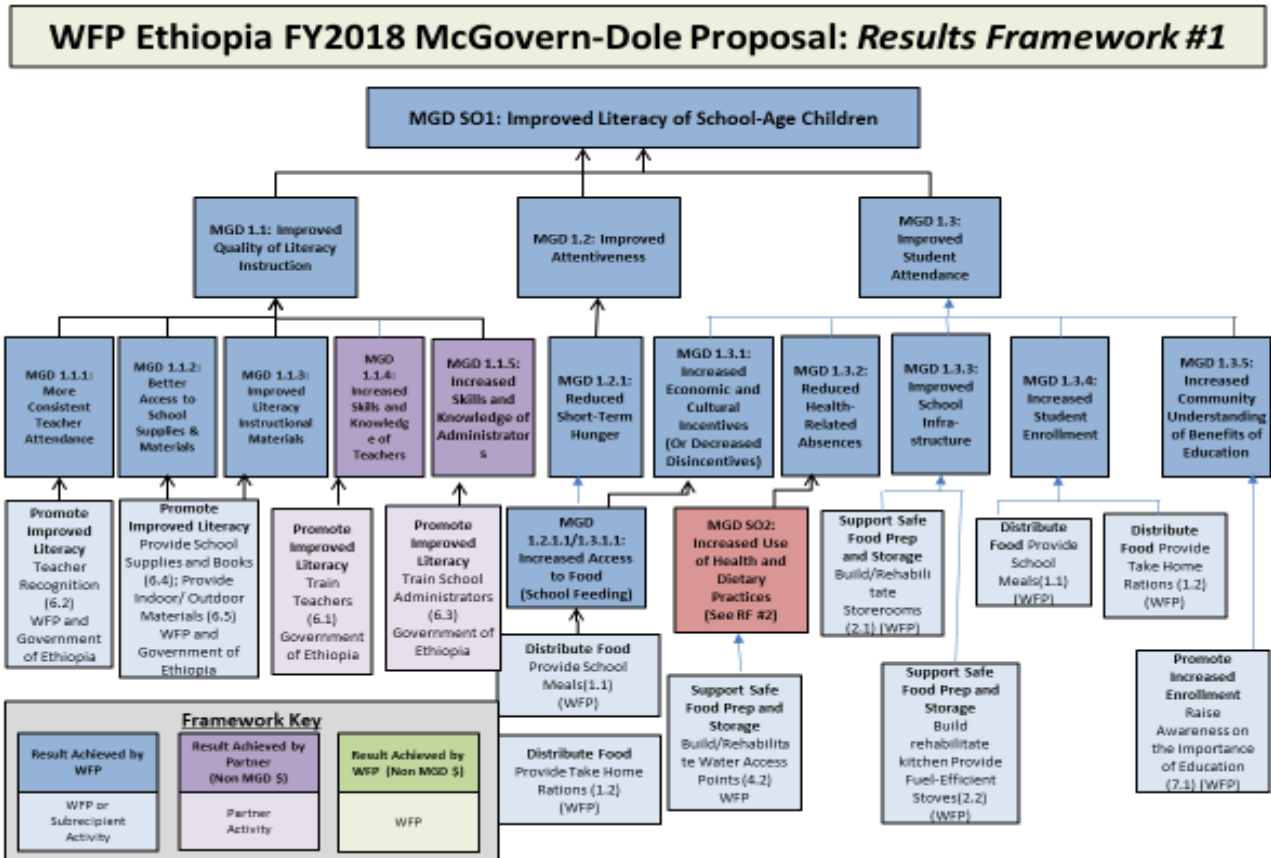 WFP Ethiopia FY2018 McGovern-Dole Proposal: Results Framework #1
MGD SO1: Improved Literacy of School-Age Children
MGD 1.1: Improved
Quality of Literacy
Instruction
MGD 1.2: Improved
Attentiveness
MGD 1.3:
Improved
Student
Attendance
MGD 1.1.1:
More
Consistent
Teacher
Attendance
MGD 1.1.2:
Better
Access to
School
Supplies &
Materials
MGD 1.1.3:
Improved
Literacy
Instructional
Materials
MGD
1.1.4:
Increased
Skills and
Knowledg
e of
Teachers
MGD 1.1.5:
Increased
Skills and
Knowledge of
Administrator
s
MGD 1.2.1:
Reduced
Short-Term
Hunger
MGD 1.3.1:
Increased
Economic and
Cultural
Incentives
(Or Decreased
Disincentives)
MGD 1.3.2:
Reduced
Health-
Related
Absences
MGD 1.3.3:
Improved
School
Infra-
structure
MGD 1.3.4:
Increased
Student
Enrollment
MGD 1.3.5:
Increased
Community
Understanding
of Benefits of
Education
Promote
Improved
Literacy
Teacher
Recognition
(6.2)
WFP and
Government
of Ethiopia
Promote
Improved Literacy
Provide School
Supplies and Books
(6.4); Provide
Indoor/ Outdoor
Materials (6.5)
WFP and
Government of
Ethiopia
Promote
Improved
Literacy
Train
Teachers
(6.1)
Government
of Ethiopia
Promote
Improved
Literacy
Train School
Administrators
(6.3)
Government of
Ethiopia
MGD
1.2.1.1/1.3.1.1:
Increased Access
to Food
(School Feeding)
MGD SO2:
Increased Use
of Health and
Dietary
Practices
(See RF #2)
Support Safe
Food Prep
and Storage
Build/Rehabili
tate
Storerooms
(2.1) (WFP)
Distribute
Food Provide
School
Meals(1.1)
(WFP)
Distribute
Food Provide
Take Home
Rations (1.2)
(WFP)
Distribute Food
Provide School
Meals(1.1)
(WFP)
Distribute Food
Provide Take Home
Rations (1.2)
(WFP)
Support Safe
Food Prep and
Storage
Build/Rehabilita
te Water Access
Points (4.2)
WFP
Support Safe
Food Prep and
Storage
Build
rehabilitate
kitchen Provide
Fuel-Efficient
Stoves(2.2)
(WFP)
Promote
Increased
Enrollment
Raise
Awareness on
the Importance
of Education
(7.1) (WFP)
Framework Key
Result Achieved by
WFP
WFP or
Subrecipient
Activity
Result Achieved by
Partner
(Non MGD $)
Partner
Activity
Result Achieved by
WFP (Non MGD $)
WFP